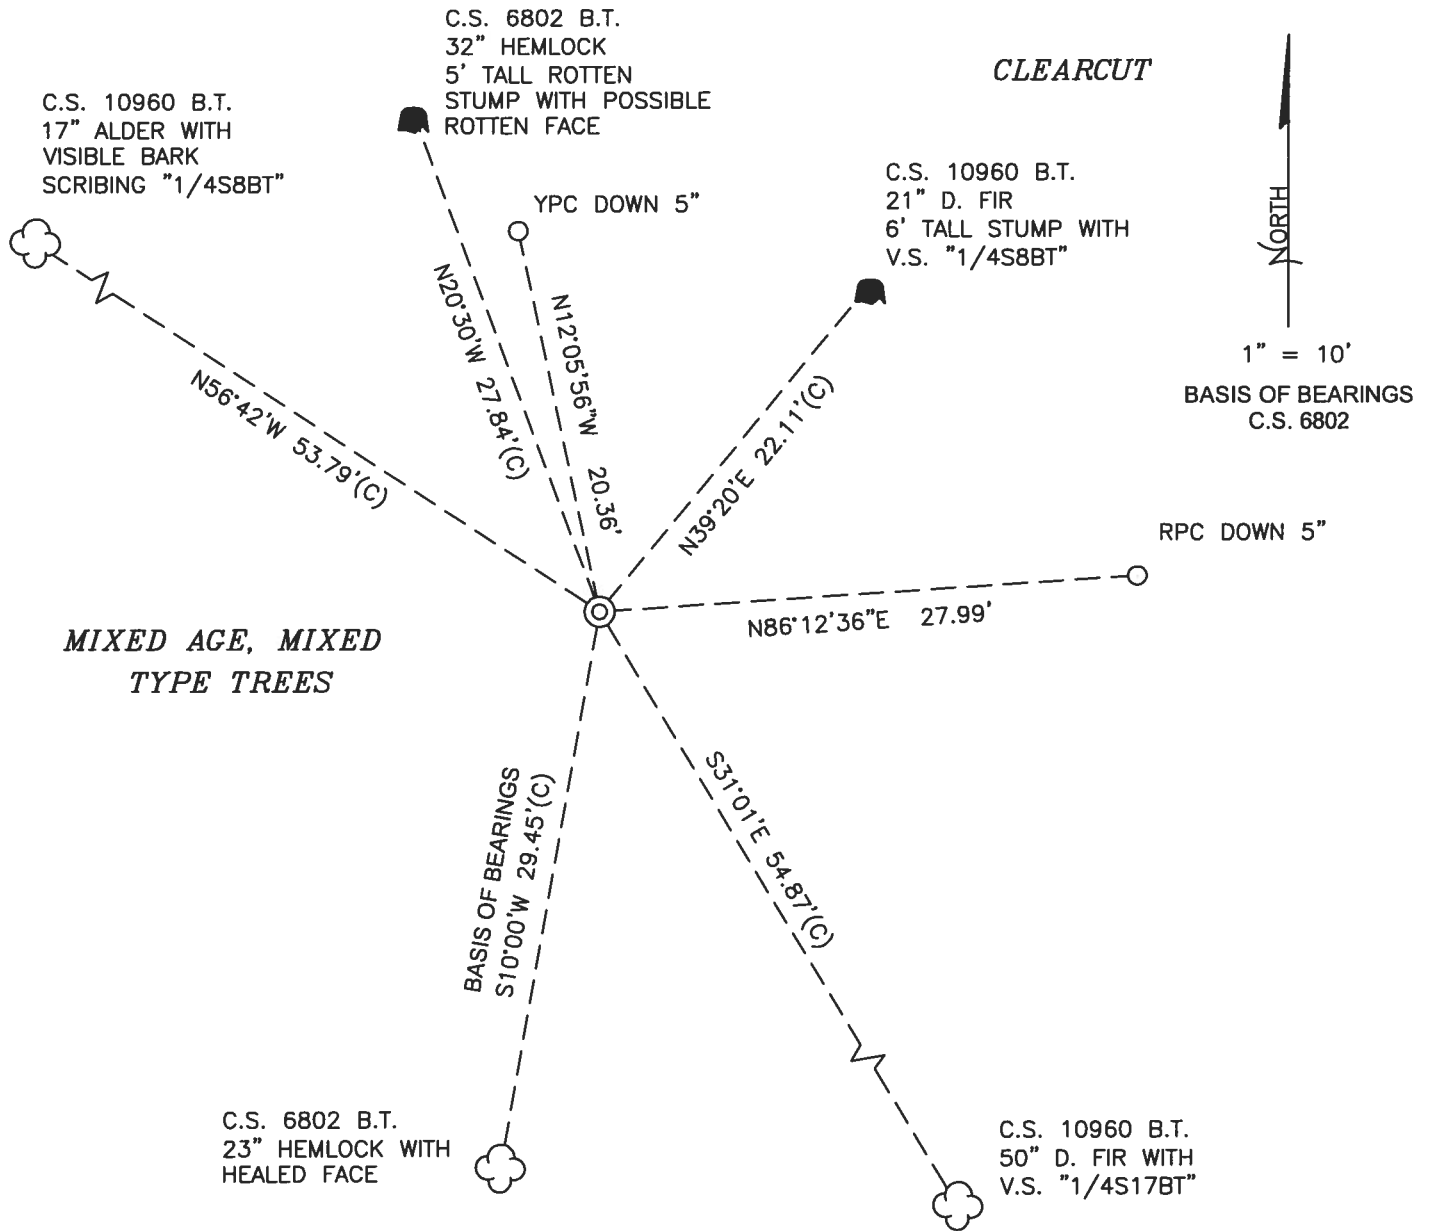 C.S. 6802 B.T.
32" HEMLOCK
5' TALL ROTTEN
STUMP WITH POSSIBLE
ROTTEN FACE
CLEARCUT
C.S. 10960 B.T.
17" ALDER WITH
VISIBLE BARK
SCRIBING "1/4S8BT"
C.S. 10960 B.T.
21" D. FIR
6' TALL STUMP WITH
V.S. "1/4S8BT"
YPC DOWN 5"
NORTH
1" = 10'
BASIS OF BEARINGS
C.S. 6802
N56°42'W 53.79'(C)
N20°30'W 27.84'(C)
N12°05'56"W 20.36'
N39°20'E 22.11'(C)
RPC DOWN 5"
N86°12'36"E 27.99'
MIXED AGE, MIXED
TYPE TREES
BASIS OF BEARINGS
S10°00'W 29.45'(C)
S31°01'E 54.87'(C)
C.S. 6802 B.T.
23" HEMLOCK WITH
HEALED FACE
C.S. 10960 B.T.
50" D. FIR WITH
V.S. "1/4S17BT"